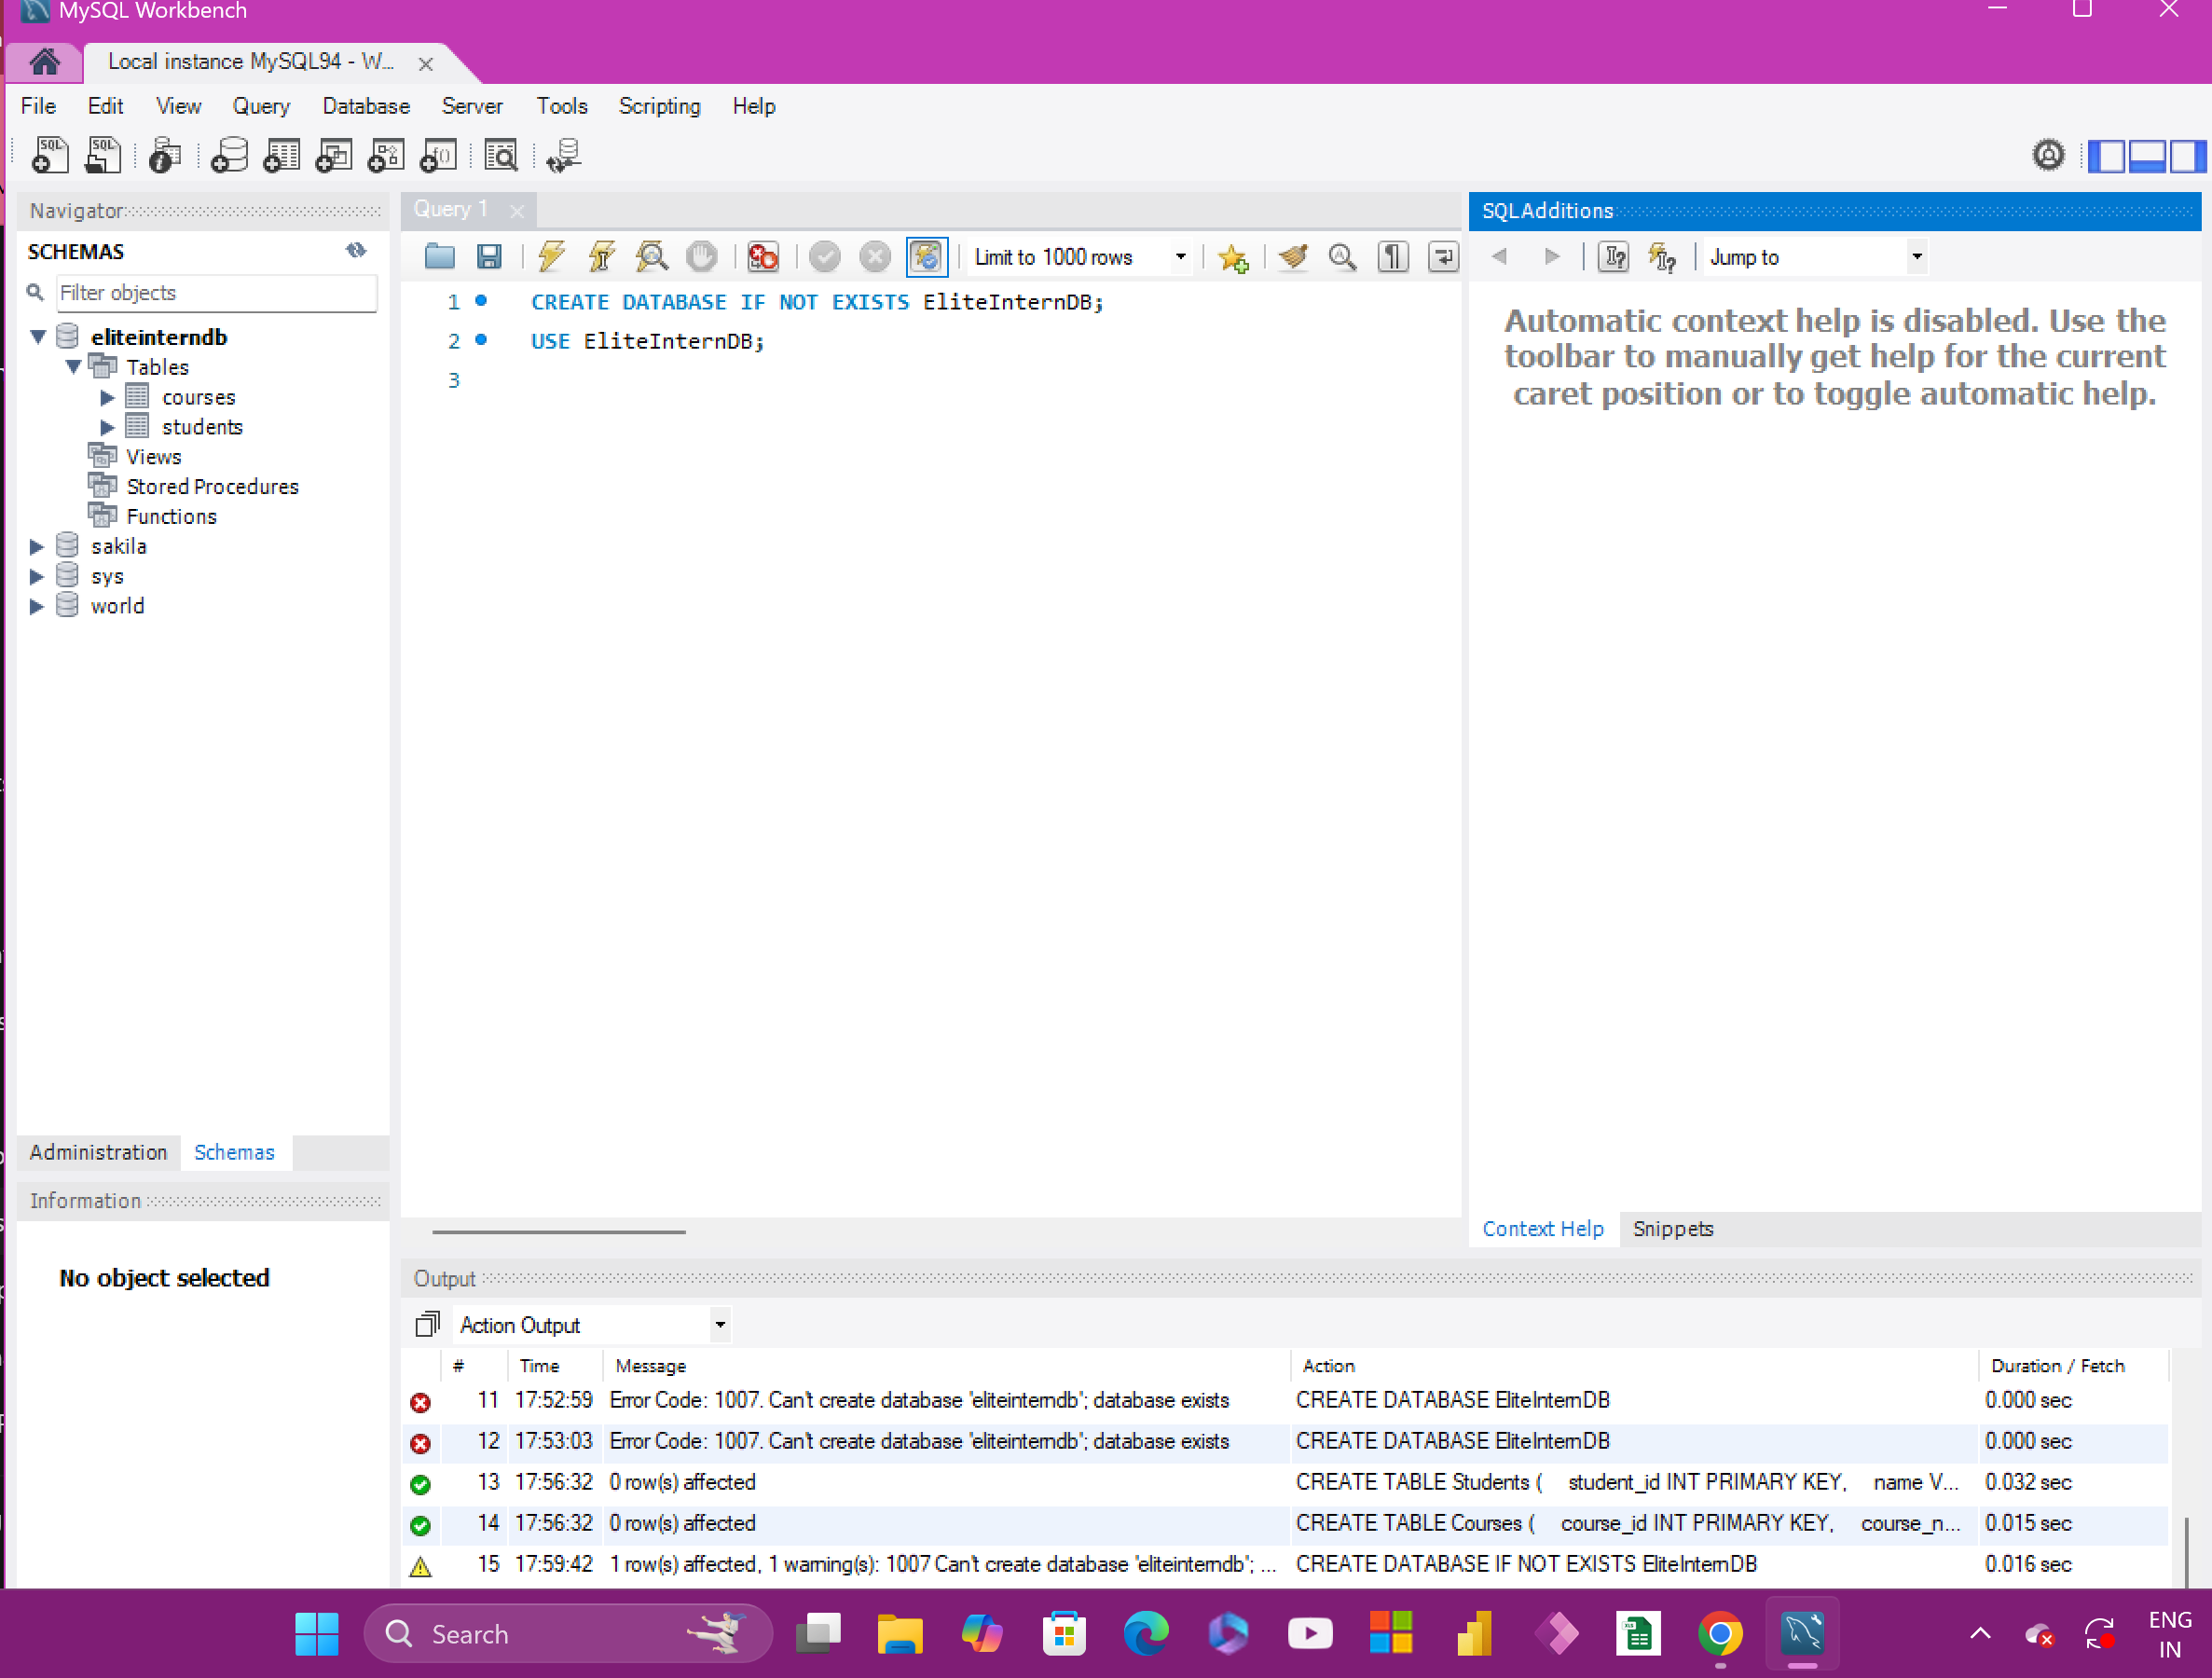 MySQL Workbench
Local instance MySQL94 - W...
File Edit View Query Database Server Tools Scripting Help
Navigator
SCHEMAS
Filter objects
eliteinterndb
Tables
courses
students
Views
Stored Procedures
Functions
sakila
sys
world
Administration Schemas
Information
No object selected
Query 1
Limit to 1000 rows
1 CREATE DATABASE IF NOT EXISTS EliteInternDB;
2 USE EliteInternDB;
3
SQLAdditions
Jump to
Automatic context help is disabled. Use the
toolbar to manually get help for the current
caret position or to toggle automatic help.
Context Help Snippets
Output
Action Output
# Time Message Action Duration / Fetch
11 17:52:59 Error Code: 1007. Can't create database 'eliteinterndb'; database exists CREATE DATABASE EliteInternDB 0.000 sec
12 17:53:03 Error Code: 1007. Can't create database 'eliteinterndb'; database exists CREATE DATABASE EliteInternDB 0.000 sec
13 17:56:32 0 row(s) affected CREATE TABLE Students ( student_id INT PRIMARY KEY, name V... 0.032 sec
14 17:56:32 0 row(s) affected CREATE TABLE Courses ( course_id INT PRIMARY KEY, course_n... 0.015 sec
15 17:59:42 1 row(s) affected, 1 warning(s): 1007 Can't create database 'eliteinterndb'; ... CREATE DATABASE IF NOT EXISTS EliteInternDB 0.016 sec
Search
ENG
IN